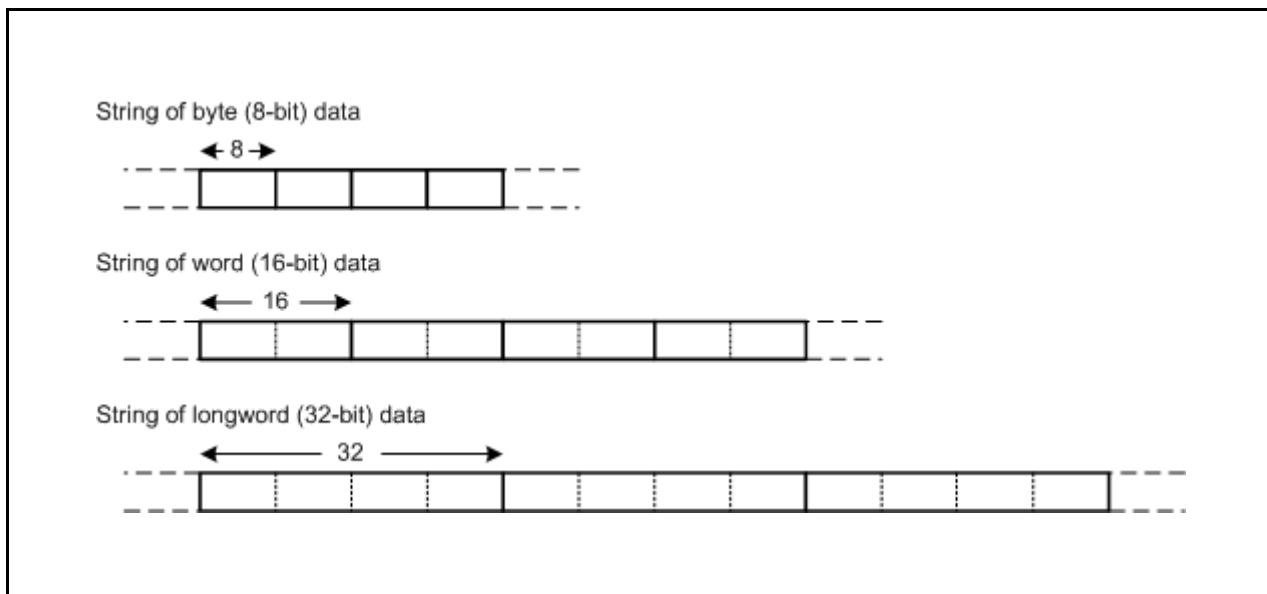 String of byte (8-bit) data
8
String of word (16-bit) data
16
String of longword (32-bit) data
32